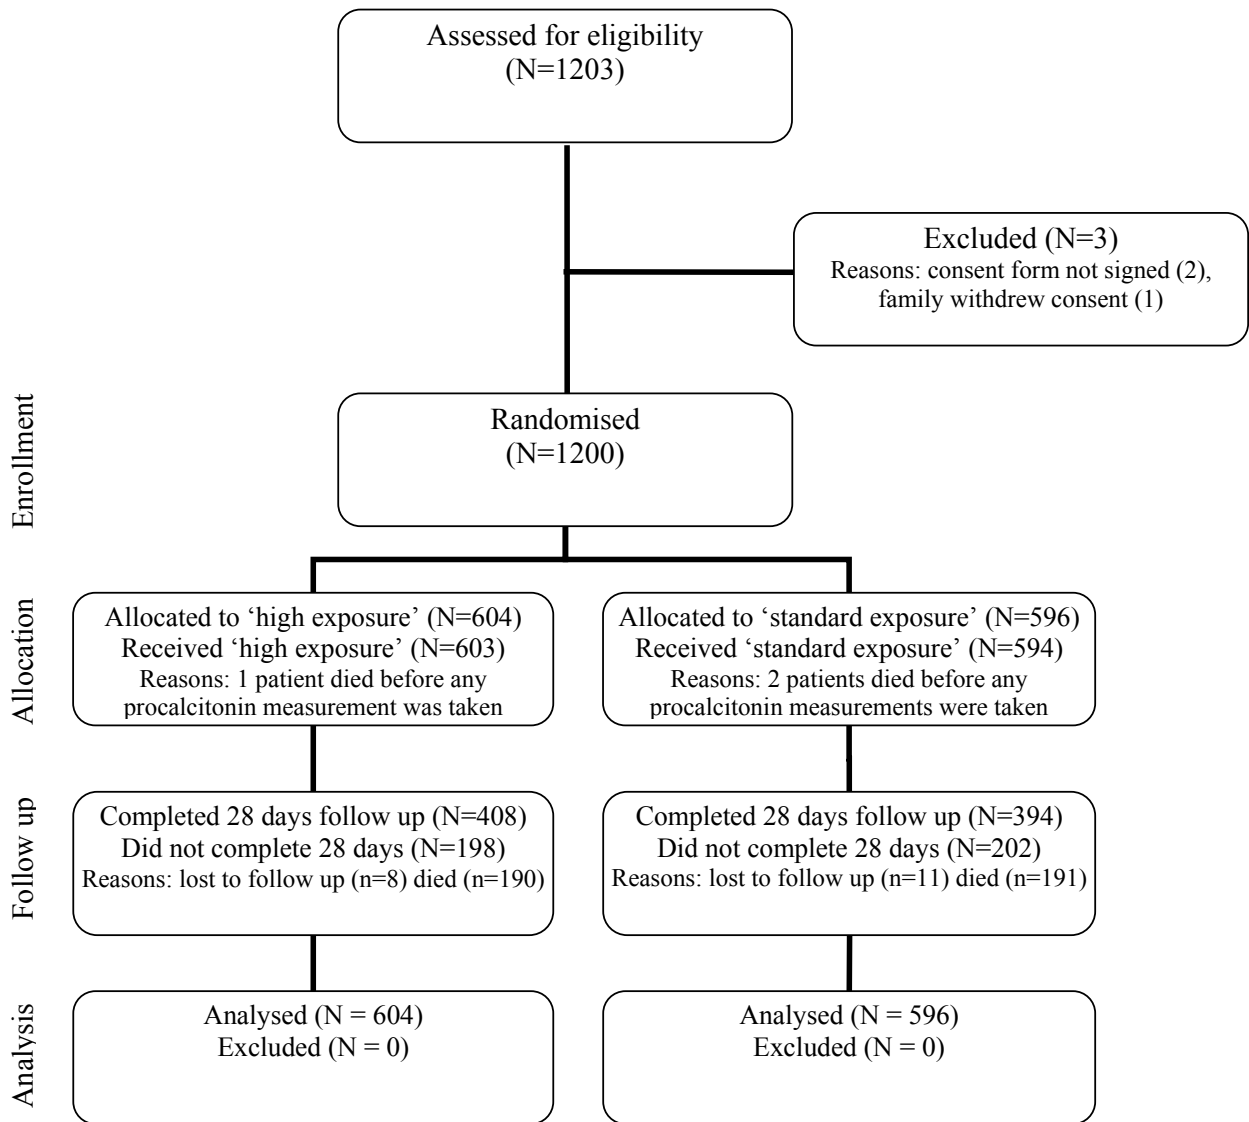 Assessed for eligibility
(N=1203)
Excluded (N=3)
Reasons: consent form not signed (2),
family withdrew consent (1)
Enrollment
Randomised
(N=1200)
Allocation
Allocated to ‘high exposure’ (N=604)
Received ‘high exposure’ (N=603)
Reasons: 1 patient died before any
procalcitonin measurement was taken
Allocated to ‘standard exposure’ (N=596)
Received ‘standard exposure’ (N=594)
Reasons: 2 patients died before any
procalcitonin measurements were taken
Follow up
Completed 28 days follow up (N=408)
Did not complete 28 days (N=198)
Reasons: lost to follow up (n=8) died (n=190)
Completed 28 days follow up (N=394)
Did not complete 28 days (N=202)
Reasons: lost to follow up (n=11) died (n=191)
Analysis
Analysed (N = 604)
Excluded (N = 0)
Analysed (N = 596)
Excluded (N = 0)